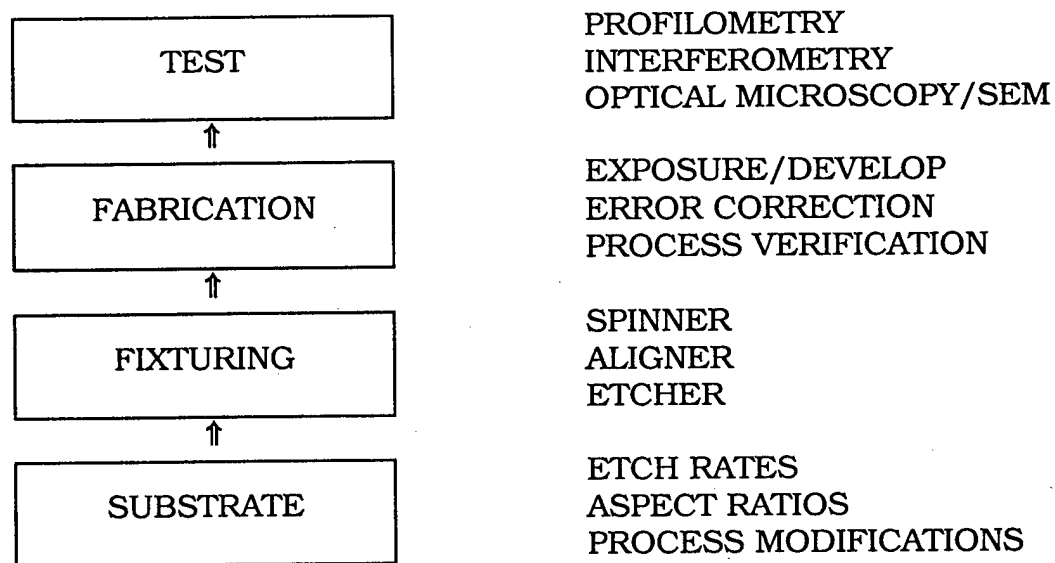 TEST
PROFILOMETRY
INTERFEROMETRY
OPTICAL MICROSCOPY/SEM
⇑
FABRICATION
EXPOSURE/DEVELOP
ERROR CORRECTION
PROCESS VERIFICATION
⇑
FIXTURING
SPINNER
ALIGNER
ETCHER
⇑
SUBSTRATE
ETCH RATES
ASPECT RATIOS
PROCESS MODIFICATIONS